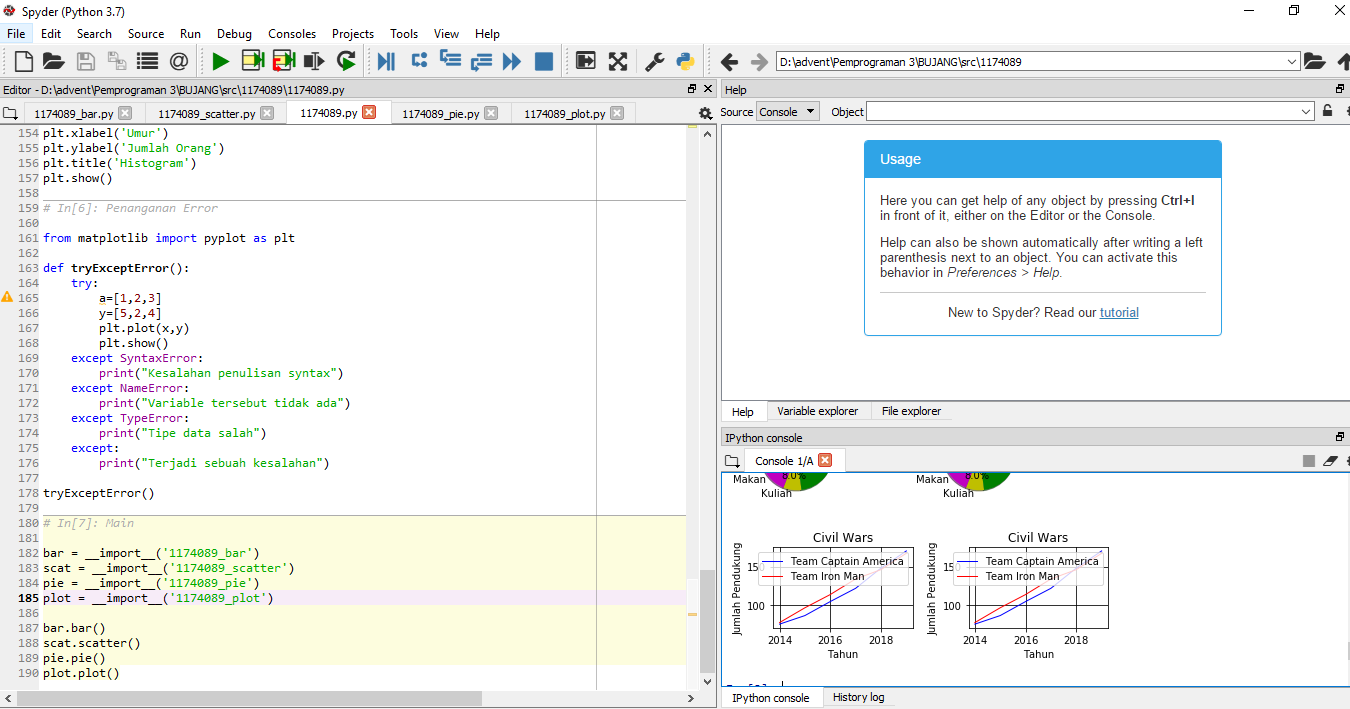 Spyder (Python 3.7)
File Edit Search Source Run Debug Consoles Projects Tools View Help
D:\advent\Pemprograman 3\BUJANG\src\1174089
Editor - D:\advent\Pemprograman 3\BUJANG\src\1174089\1174089.py
1174089_bar.py 1174089_scatter.py 1174089.py 1174089_pie.py 1174089_plot.py
154 plt.xlabel('Umur')
155 plt.ylabel('Jumlah Orang')
156 plt.title('Histogram')
157 plt.show()
158
159 # In[6]: Penanganan Error
160
161 from matplotlib import pyplot as plt
162
163 def tryExceptError():
164     try:
165         a=[1,2,3]
166         y=[5,2,4]
167         plt.plot(x,y)
168         plt.show()
169     except SyntaxError:
170         print("Kesalahan penulisan syntax")
171     except NameError:
172         print("Variable tersebut tidak ada")
173     except TypeError:
174         print("Tipe data salah")
175     except:
176         print("Terjadi sebuah kesalahan")
177
178 tryExceptError()
179
180 # In[7]: Main
181
182 bar = __import__('1174089_bar')
183 scat = __import__('1174089_scatter')
184 pie = __import__('1174089_pie')
185 plot = __import__('1174089_plot')
186
187 bar.bar()
188 scat.scatter()
189 pie.pie()
190 plot.plot()
Help
Source Console Object
Usage
Here you can get help of any object by pressing Ctrl+I
in front of it, either on the Editor or the Console.
Help can also be shown automatically after writing a left
parenthesis next to an object. You can activate this
behavior in Preferences > Help.
New to Spyder? Read our tutorial
Help Variable explorer File explorer
IPython console
Console 1/A
Makan Makan
Kuliah Kuliah
Civil Wars Civil Wars
Team Captain America Team Captain America
Team Iron Man Team Iron Man
Jumlah Pendukung Jumlah Pendukung
150 150
100 100
2014 2016 2018 2014 2016 2018
Tahun Tahun
IPython console History log